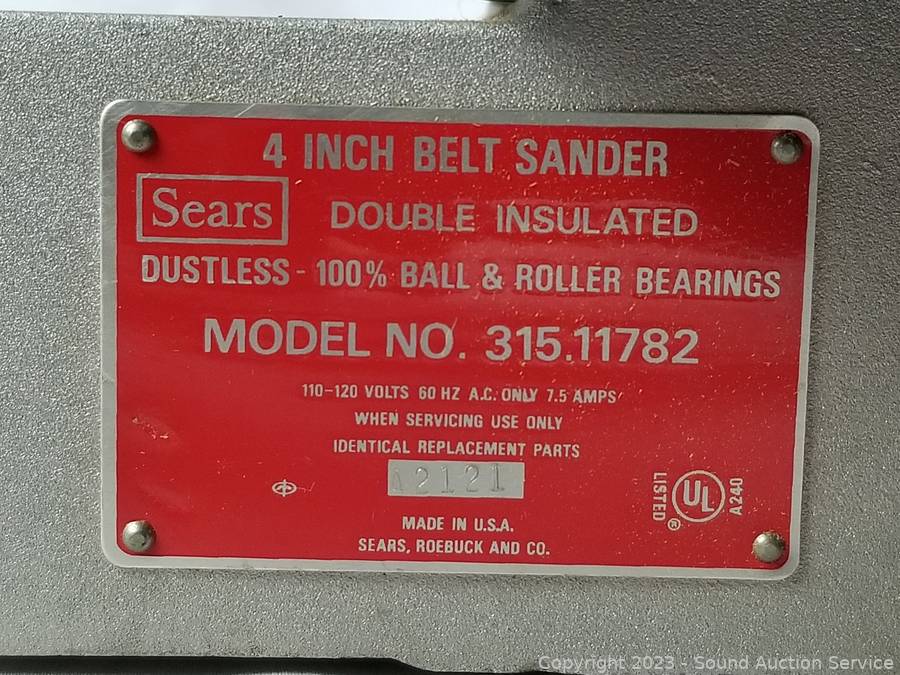 4 INCH BELT SANDER
Sears DOUBLE INSULATED
DUSTLESS - 100% BALL & ROLLER BEARINGS
MODEL NO. 315.11782
110-120 VOLTS 60 HZ A.C. ONLY 7.5 AMPS
WHEN SERVICING USE ONLY
IDENTICAL REPLACEMENT PARTS
A2121
LISTED ® UL A240
MADE IN U.S.A.
SEARS, ROEBUCK AND CO.
Copyright 2023 - Sound Auction Service